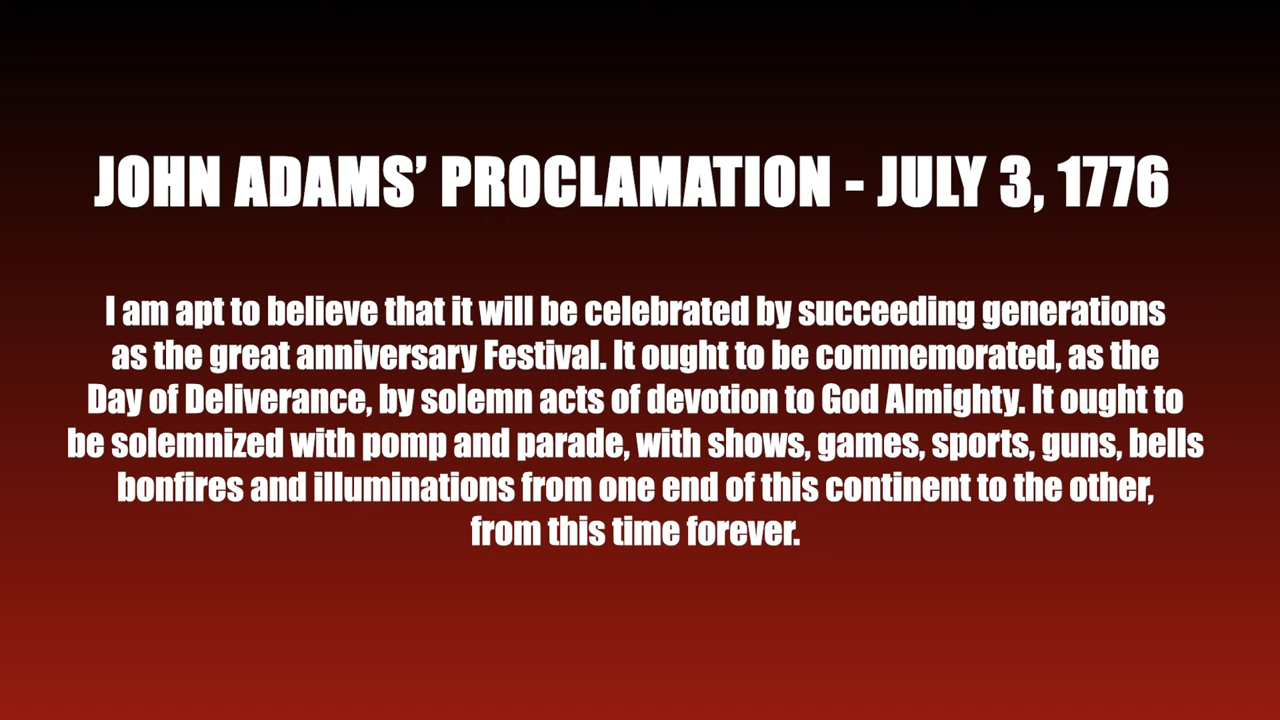 JOHN ADAMS’ PROCLAMATION - JULY 3, 1776
I am apt to believe that it will be celebrated by succeeding generations
as the great anniversary Festival. It ought to be commemorated, as the
Day of Deliverance, by solemn acts of devotion to God Almighty. It ought to
be solemnized with pomp and parade, with shows, games, sports, guns, bells
bonfires and illuminations from one end of this continent to the other,
from this time forever.